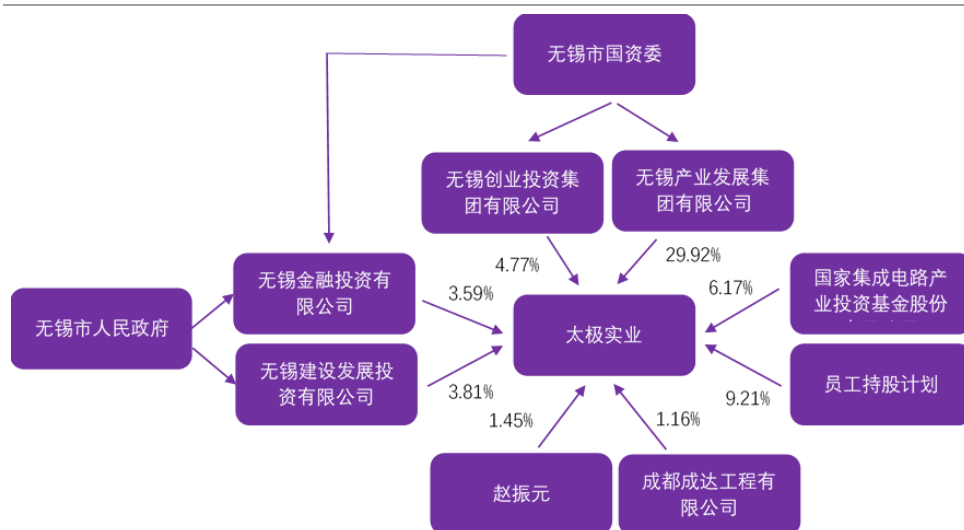 无锡市国资委
无锡创业投资集
团有限公司
无锡产业发展集
团有限公司
4.77%
29.92%
无锡金融投资有
限公司
3.59%
6.17%
国家集成电路产
业投资基金股份
无锡市人民政府
太极实业
无锡建设发展投
资有限公司
3.81%
9.21%
员工持股计划
1.45%
1.16%
赵振元
成都成达工程有
限公司